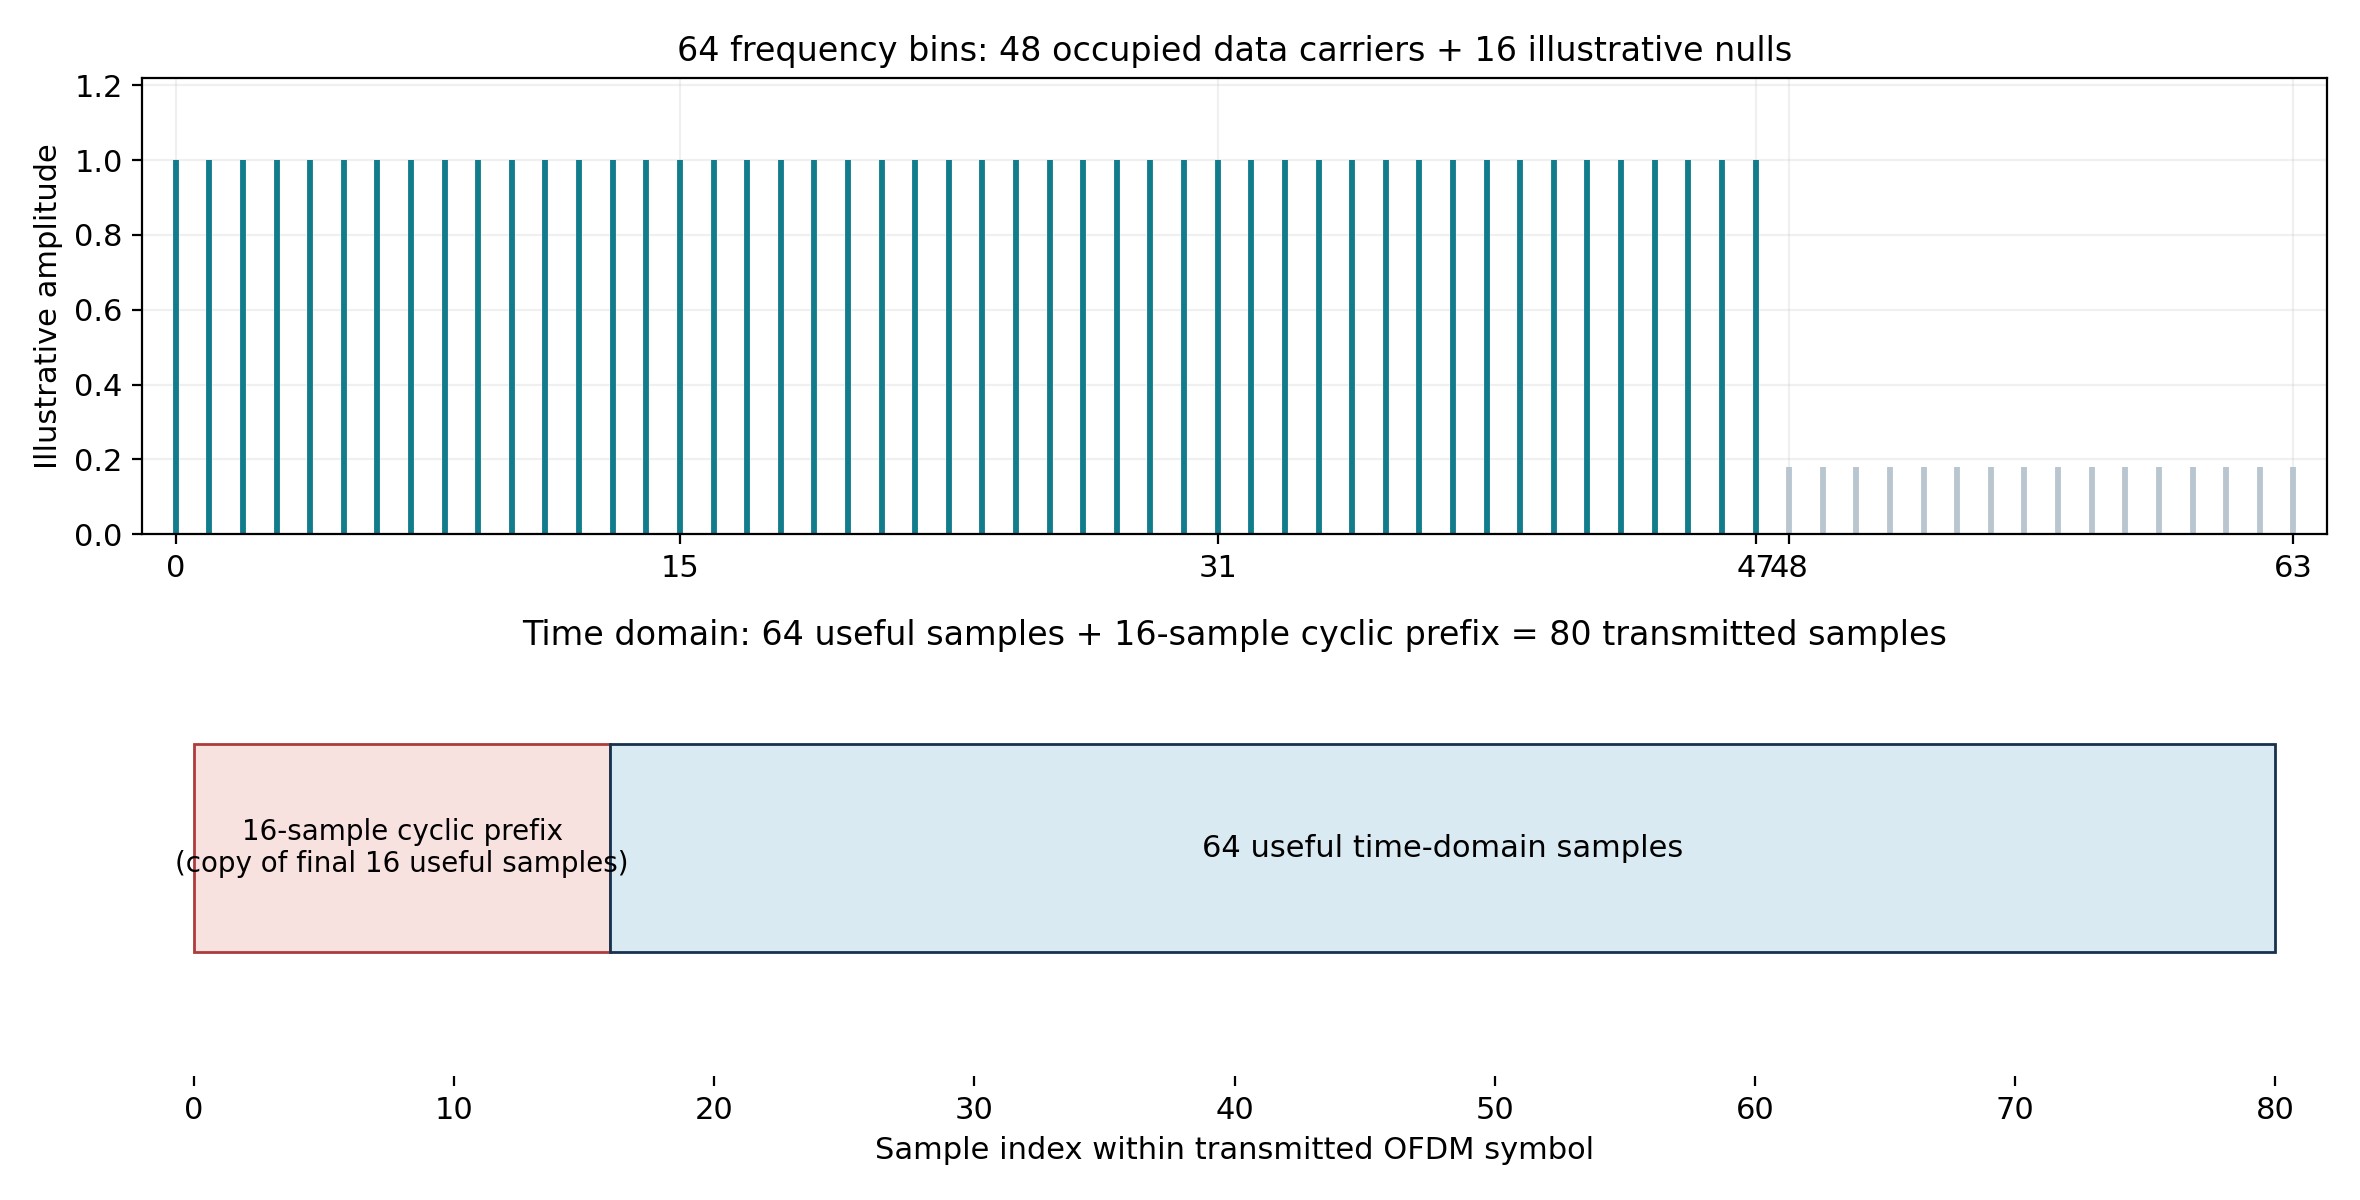 64 frequency bins: 48 occupied data carriers + 16 illustrative nulls
1.2
1.0
0.8
0.6
0.4
0.2
0.0
Illustrative amplitude
0 15 31 47 48 63
Time domain: 64 useful samples + 16-sample cyclic prefix = 80 transmitted samples
16-sample cyclic prefix
(copy of final 16 useful samples)
64 useful time-domain samples
0 10 20 30 40 50 60 70 80
Sample index within transmitted OFDM symbol